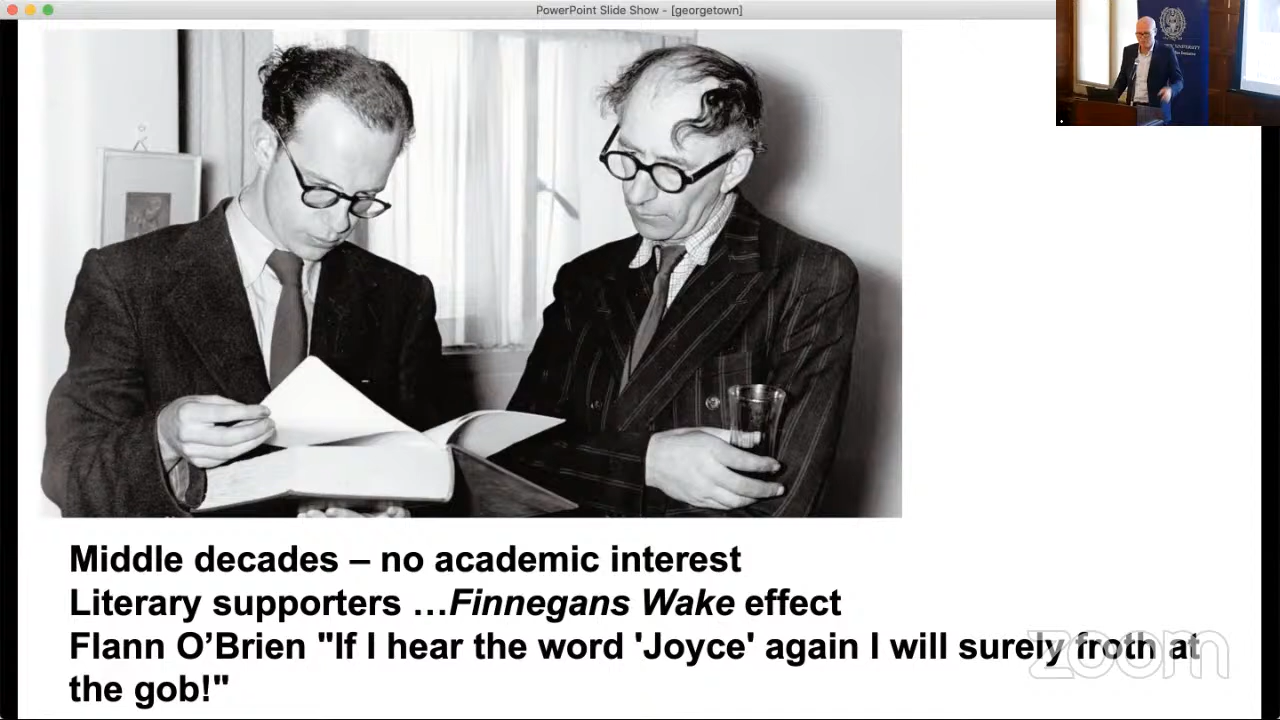 PowerPoint Slide Show - [georgetown]
UNIVERSITY
Middle decades – no academic interest
Literary supporters …Finnegans Wake effect
Flann O’Brien "If I hear the word 'Joyce' again I will surely froth at
the gob!"
zoom